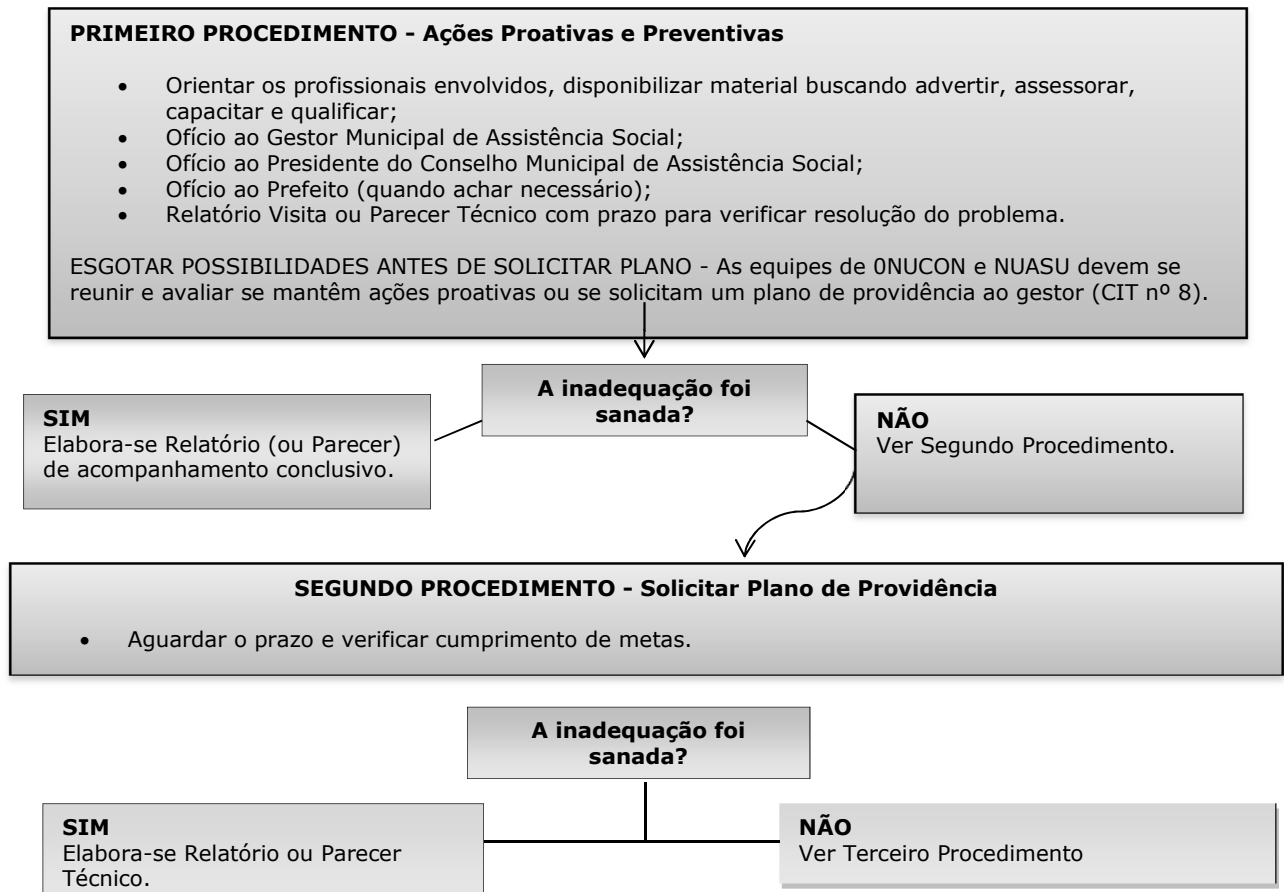 PRIMEIRO PROCEDIMENTO - Ações Proativas e Preventivas
• Orientar os profissionais envolvidos, disponibilizar material buscando advertir, assessorar,
capacitar e qualificar;
• Ofício ao Gestor Municipal de Assistência Social;
• Ofício ao Presidente do Conselho Municipal de Assistência Social;
• Ofício ao Prefeito (quando achar necessário);
• Relatório Visita ou Parecer Técnico com prazo para verificar resolução do problema.
ESGOTAR POSSIBILIDADES ANTES DE SOLICITAR PLANO - As equipes de 0NUCON e NUASU devem se
reunir e avaliar se mantêm ações proativas ou se solicitam um plano de providência ao gestor (CIT nº 8).
A inadequação foi
sanada?
SIM
Elabora-se Relatório (ou Parecer)
de acompanhamento conclusivo.
NÃO
Ver Segundo Procedimento.
SEGUNDO PROCEDIMENTO - Solicitar Plano de Providência
• Aguardar o prazo e verificar cumprimento de metas.
A inadequação foi
sanada?
SIM
Elabora-se Relatório ou Parecer
Técnico.
NÃO
Ver Terceiro Procedimento